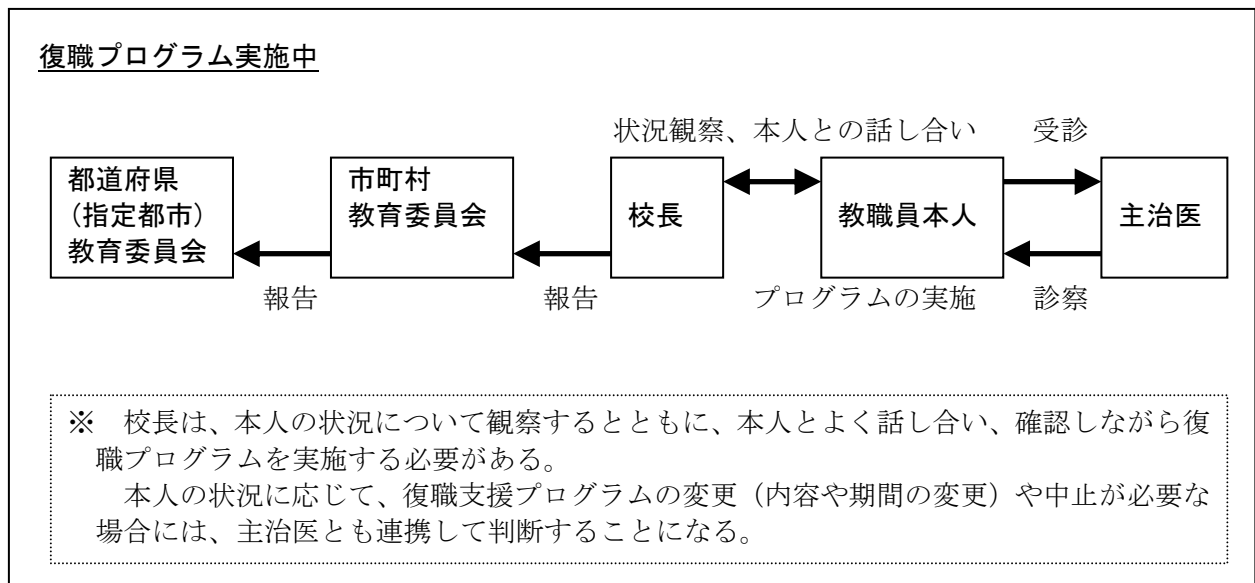 復職プログラム実施中
状況観察、本人との話し合い
受診
都道府県
（指定都市）
教育委員会
市町村
教育委員会
校長
教職員本人
主治医
報告
報告
プログラムの実施
診察
※　校長は、本人の状況について観察するとともに、本人とよく話し合い、確認しながら復
職プログラムを実施する必要がある。
本人の状況に応じて、復職支援プログラムの変更（内容や期間の変更）や中止が必要な
場合には、主治医とも連携して判断することになる。